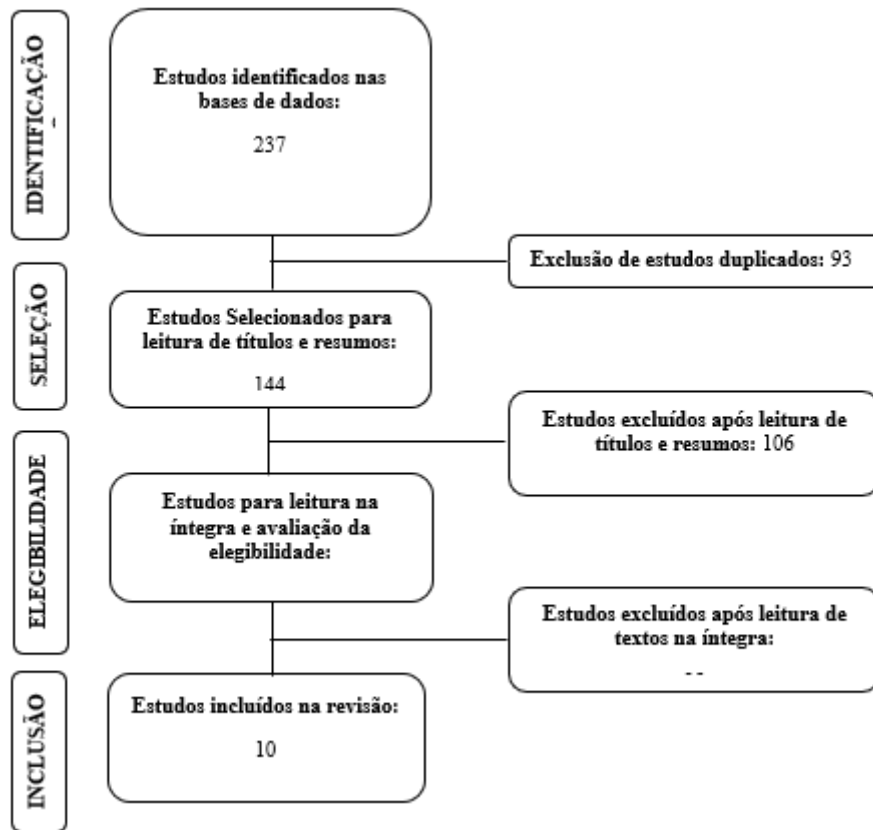 IDENTIFICAÇÃO
Estudos identificados nas
bases de dados:
237
Exclusão de estudos duplicados: 93
SELEÇÃO
Estudos Selecionados para
leitura de títulos e resumos:
144
Estudos excluídos após leitura de
títulos e resumos: 106
ELEGIBILIDADE
Estudos para leitura na
íntegra e avaliação da
elegibilidade:
Estudos excluídos após leitura de
textos na íntegra:
INCLUSÃO
Estudos incluídos na revisão:
10